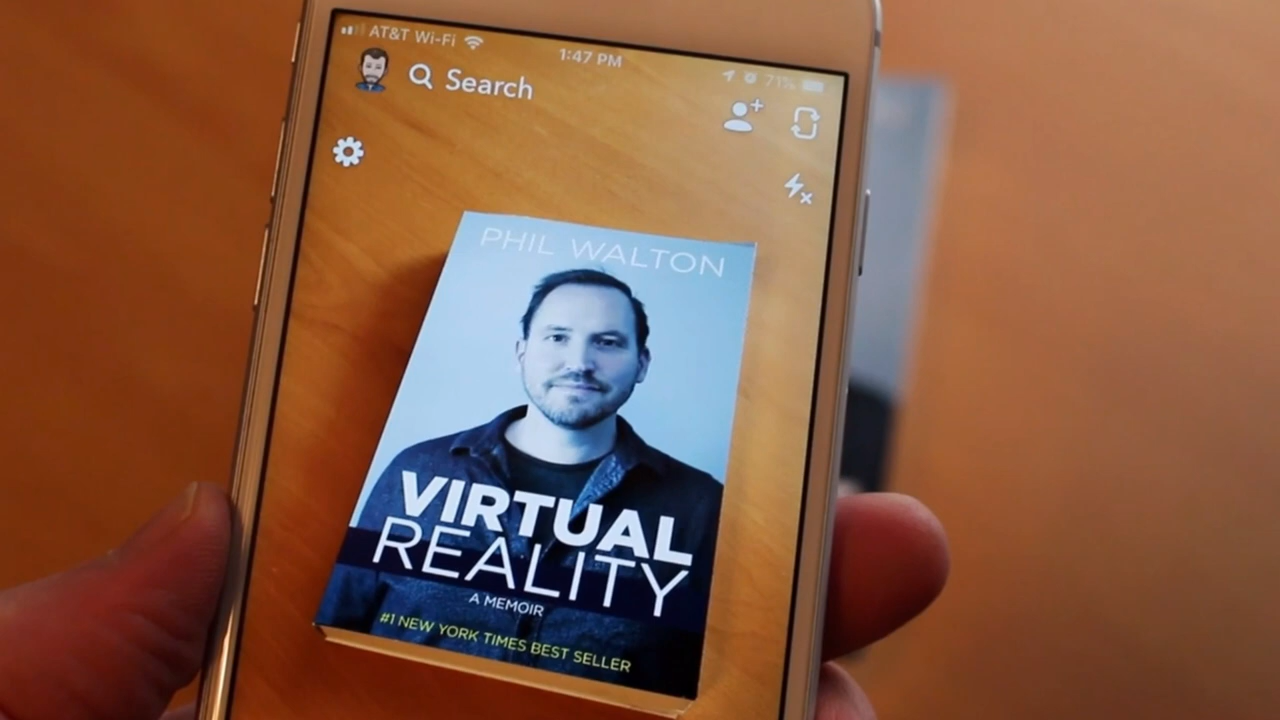 AT&T Wi-Fi
1:47 PM
71%
Search
PHIL WALTON
VIRTUAL
REALITY
A MEMOIR
#1 NEW YORK TIMES BEST SELLER